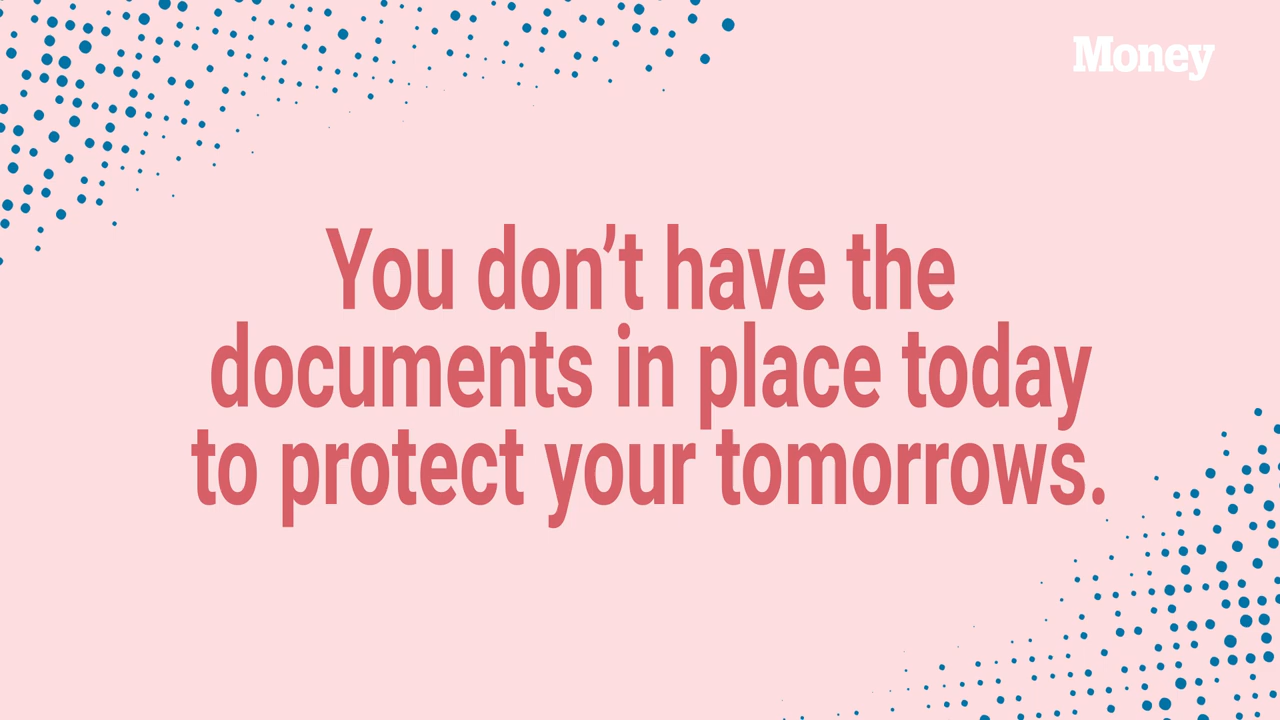 Money
You don’t have the
documents in place today
to protect your tomorrows.